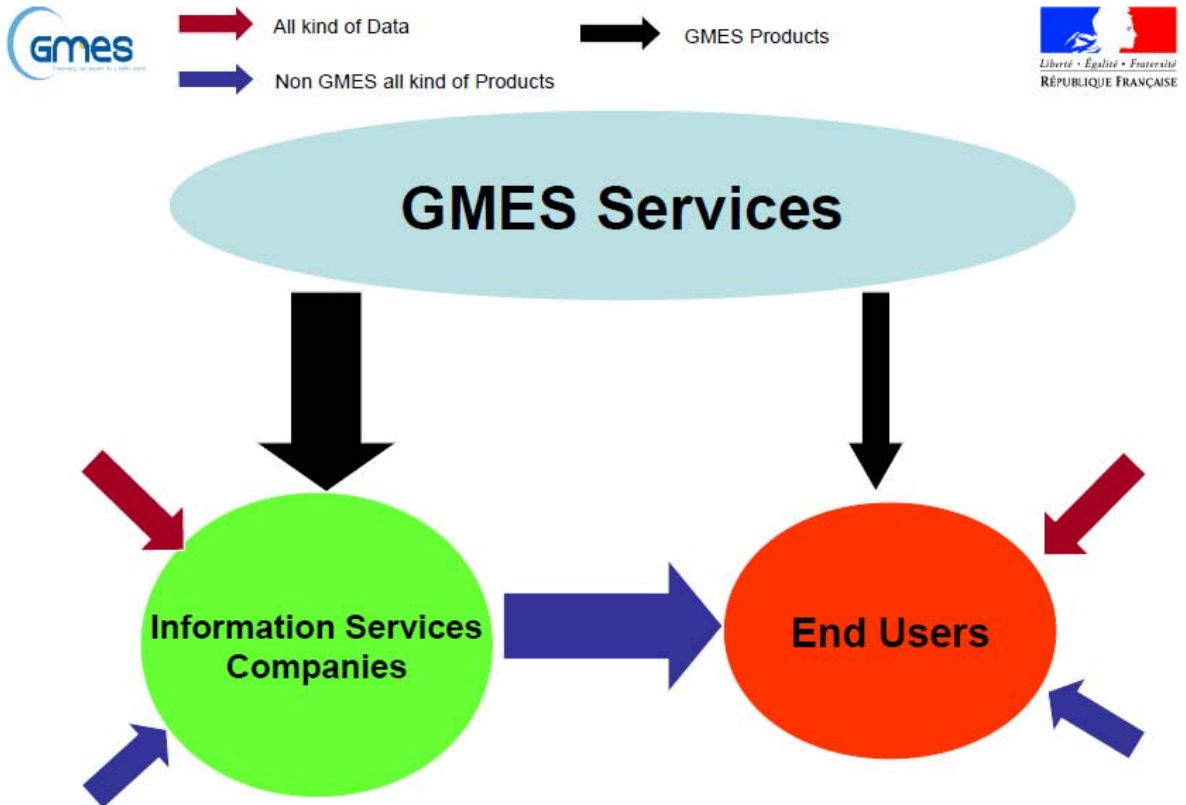 Gmes
All kind of Data
GMES Products
Non GMES all kind of Products
Liberté • Égalité • Fraternité
RÉPUBLIQUE FRANÇAISE
GMES Services
Information Services
Companies
End Users